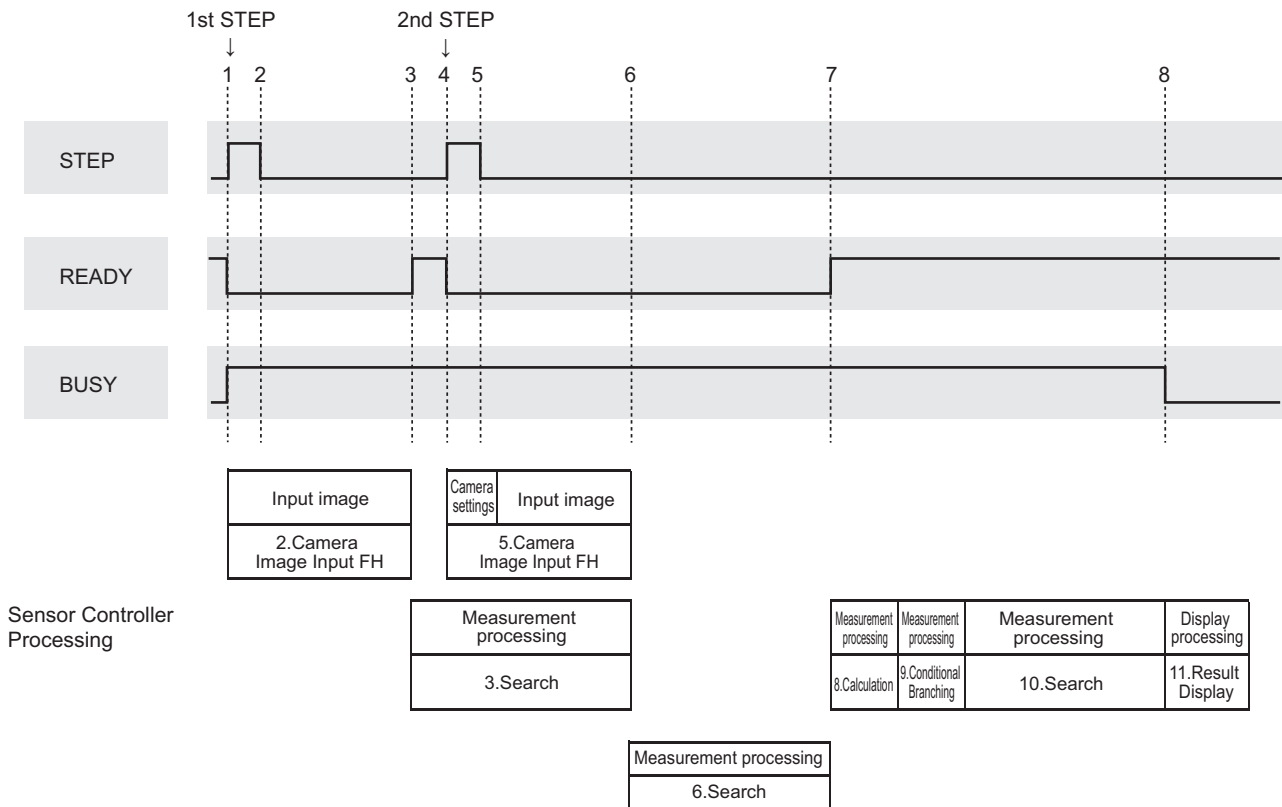 1st STEP
2nd STEP
↓
↓
1 2 3 4 5 6 7 8
STEP
READY
BUSY
Input image
Camera
settings
Input image
2.Camera
Image Input FH
5.Camera
Image Input FH
Sensor Controller
Processing
Measurement
processing
3.Search
Measurement
processing
Measurement
processing
Measurement
processing
Display
processing
8.Calculation
9.Conditional
Branching
10.Search
11.Result
Display
Measurement processing
6.Search